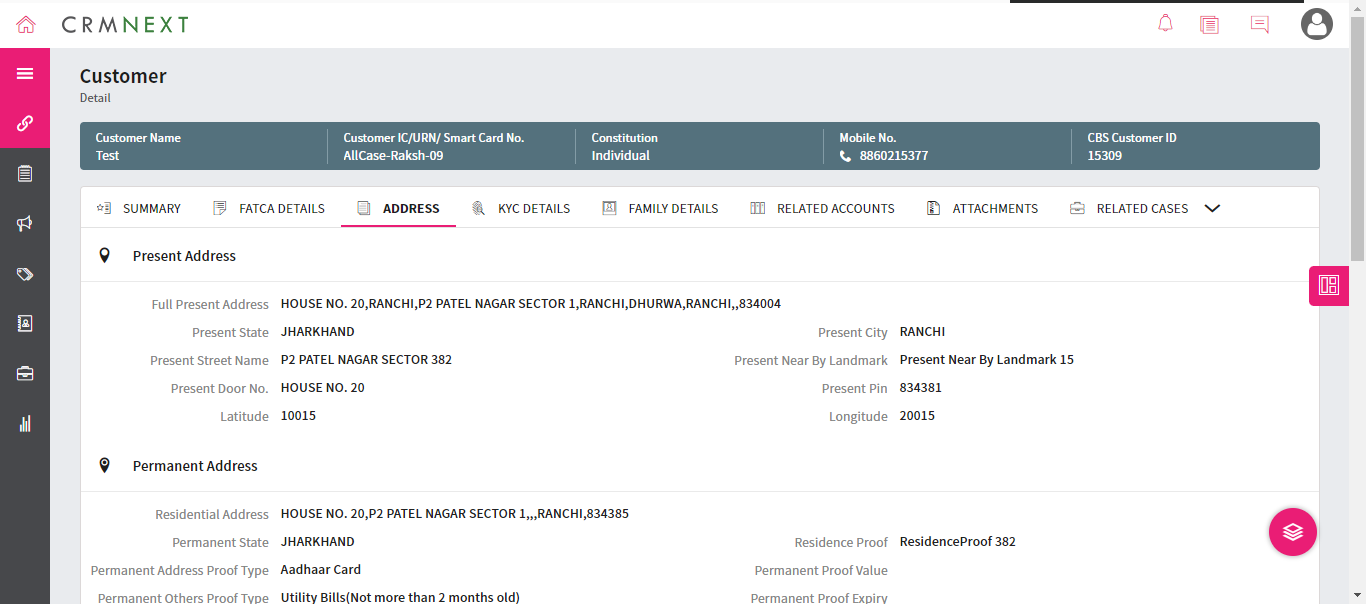 CRMNEXT
Customer
Detail
Customer Name
Test
Customer IC/URN/ Smart Card No.
AllCase-Raksh-09
Constitution
Individual
Mobile No.
8860215377
CBS Customer ID
15309
SUMMARY FATCA DETAILS ADDRESS KYC DETAILS FAMILY DETAILS RELATED ACCOUNTS ATTACHMENTS RELATED CASES
Present Address
Full Present Address HOUSE NO. 20,RANCHI,P2 PATEL NAGAR SECTOR 1,RANCHI,DHURWA,RANCHI,,834004
Present State JHARKHAND Present City RANCHI
Present Street Name P2 PATEL NAGAR SECTOR 382 Present Near By Landmark Present Near By Landmark 15
Present Door No. HOUSE NO. 20 Present Pin 834381
Latitude 10015 Longitude 20015
Permanent Address
Residential Address HOUSE NO. 20,P2 PATEL NAGAR SECTOR 1,,,RANCHI,834385
Permanent State JHARKHAND Residence Proof ResidenceProof 382
Permanent Address Proof Type Aadhaar Card Permanent Proof Value
Permanent Others Proof Type Utility Bills(Not more than 2 months old) Permanent Proof Expiry